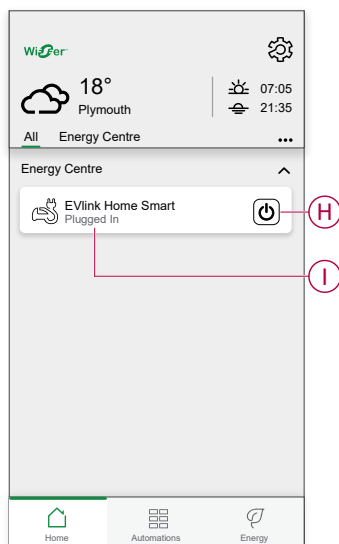 Wiser
18°
Plymouth
07:05
21:35
All Energy Centre
Energy Centre
EVlink Home Smart
Plugged In
H
I
Home Automations Energy